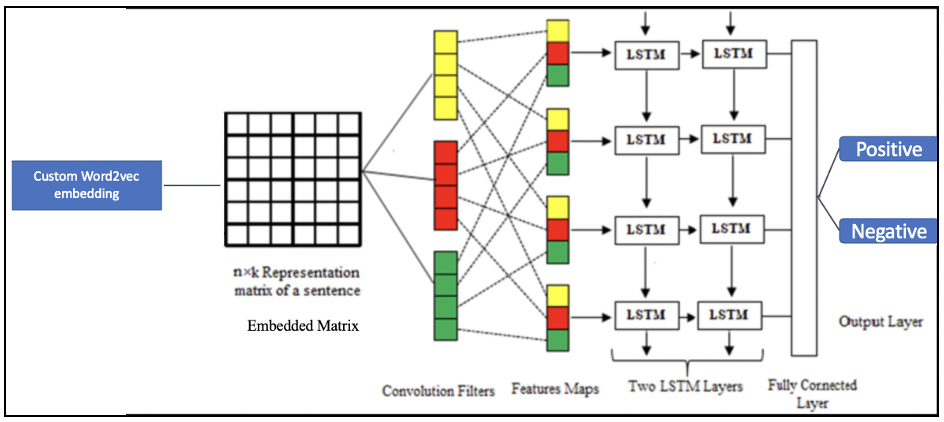 Custom Word2vec
embedding
n×k Representation
matrix of a sentence
Embedded Matrix
Convolution Filters
Features Maps
LSTM
LSTM
LSTM
LSTM
LSTM
LSTM
LSTM
LSTM
Two LSTM Layers
Fully Connected
Layer
Positive
Negative
Output Layer